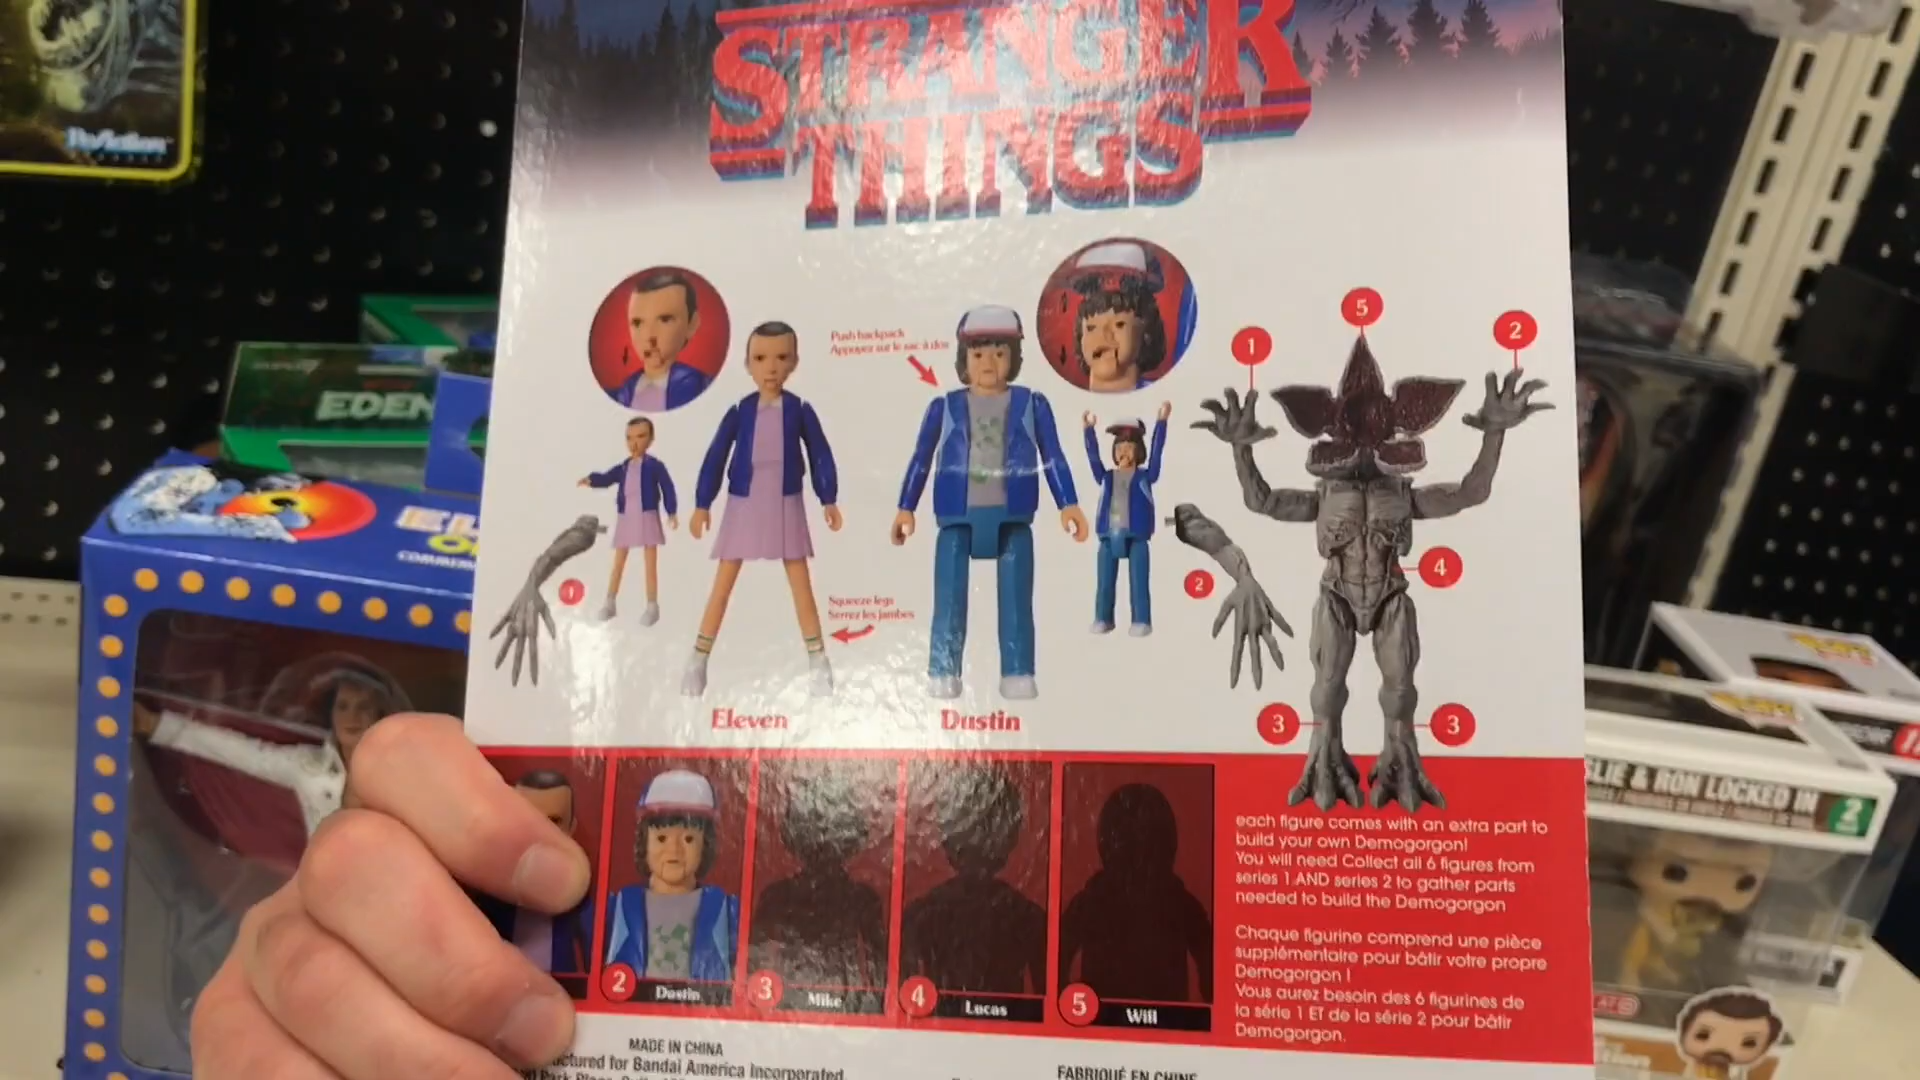 STRANGER
THINGS
ReAction
EDEN
Push backpack
Appuyez sur le sac à dos
5
1
2
4
1
2
Squeeze legs
Serrez les jambes
3
3
Eleven
Dustin
2
Dustin
3
Mike
4
Lucas
5
Will
each figure comes with an extra part to
build your own Demogorgon!
You will need Collect all 6 figures from
series 1 AND series 2 to gather parts
needed to build the Demogorgon
Chaque figurine comprend une pièce
supplémentaire pour bâtir votre propre
Demogorgon !
Vous aurez besoin des 6 figurines de
la série 1 ET de la série 2 pour bâtir
Demogorgon.
MADE IN CHINA
for Bandai America Incorporated
FABRIQUÉ EN CHINE
& RON LOCKED IN
2